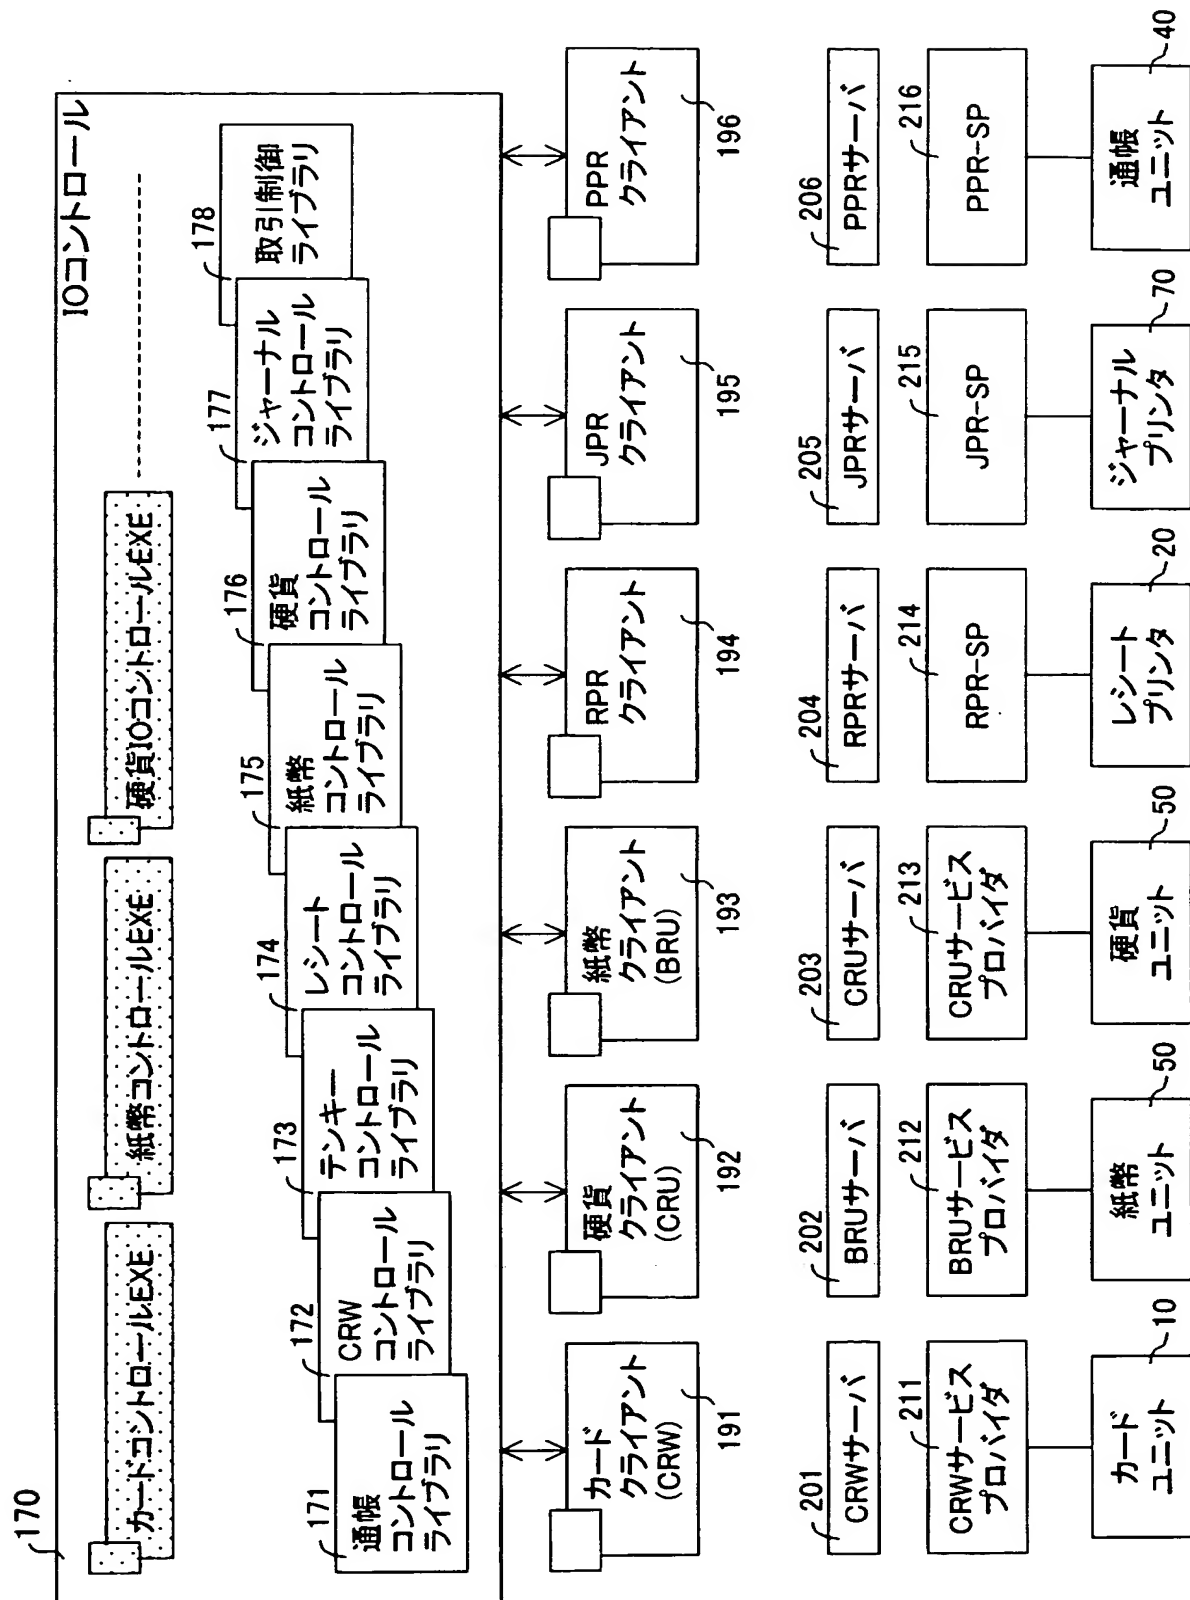 170
IOコントロール
カードコントロールEXE
紙幣コントロールEXE
硬貨IOコントロールEXE
171
通帳
コントロール
ライブラリ
172
CRW
コントロール
ライブラリ
173
テンキー
コントロール
ライブラリ
174
レシート
コントロール
ライブラリ
175
紙幣
コントロール
ライブラリ
176
硬貨
コントロール
ライブラリ
177
ジャーナル
コントロール
ライブラリ
178
取引制御
ライブラリ
カード
クライアント
(CRW)
191
硬貨
クライアント
(CRU)
192
紙幣
クライアント
(BRU)
193
RPR
クライアント
194
JPR
クライアント
195
PPR
クライアント
196
201
CRWサーバ
202
BRUサーバ
203
CRUサーバ
204
RPRサーバ
205
JPRサーバ
206
PPRサーバ
211
CRWサービス
プロバイダ
212
BRUサービス
プロバイダ
213
CRUサービス
プロバイダ
214
RPR-SP
215
JPR-SP
216
PPR-SP
カード
ユニット
10
紙幣
ユニット
50
硬貨
ユニット
50
レシート
プリンタ
20
ジャーナル
プリンタ
70
通帳
ユニット
40